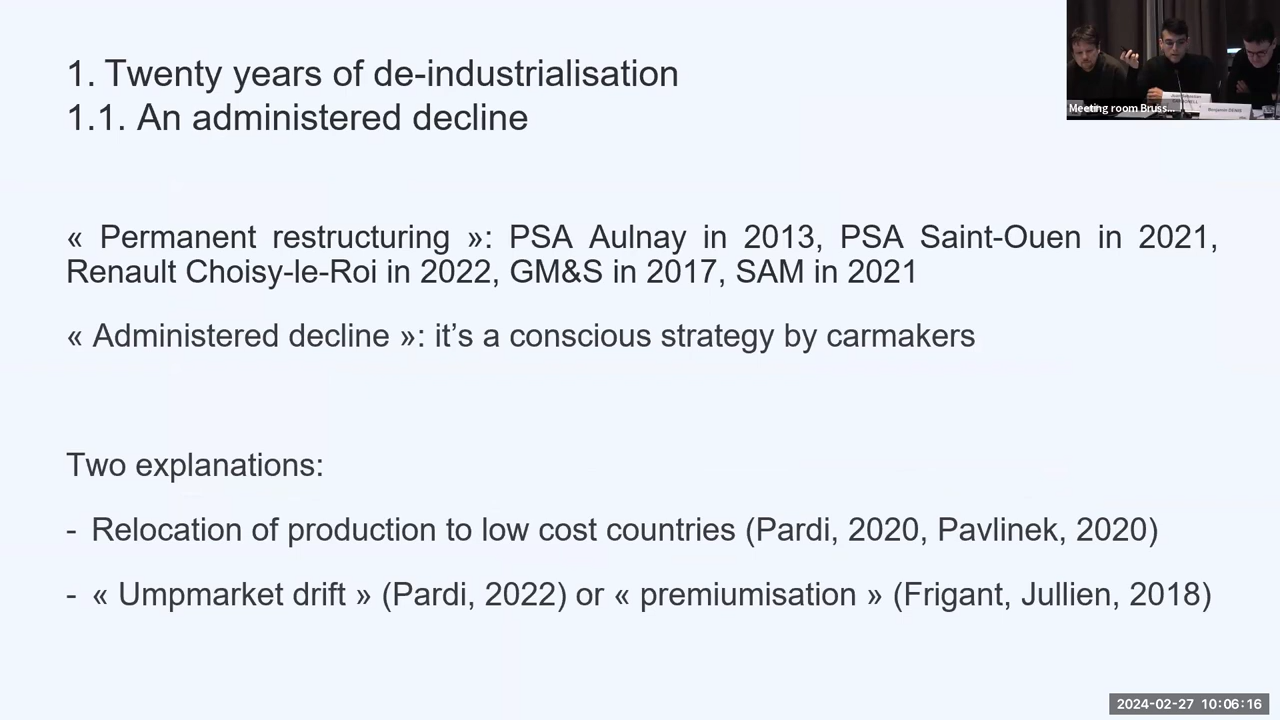 1. Twenty years of de-industrialisation
1.1. An administered decline
« Permanent restructuring »: PSA Aulnay in 2013, PSA Saint-Ouen in 2021,
Renault Choisy-le-Roi in 2022, GM&S in 2017, SAM in 2021
« Administered decline »: it’s a conscious strategy by carmakers
Two explanations:
- Relocation of production to low cost countries (Pardi, 2020, Pavlinek, 2020)
- « Umpmarket drift » (Pardi, 2022) or « premiumisation » (Frigant, Jullien, 2018)
Meeting room Bruss...
2024-02-27 10:06:16